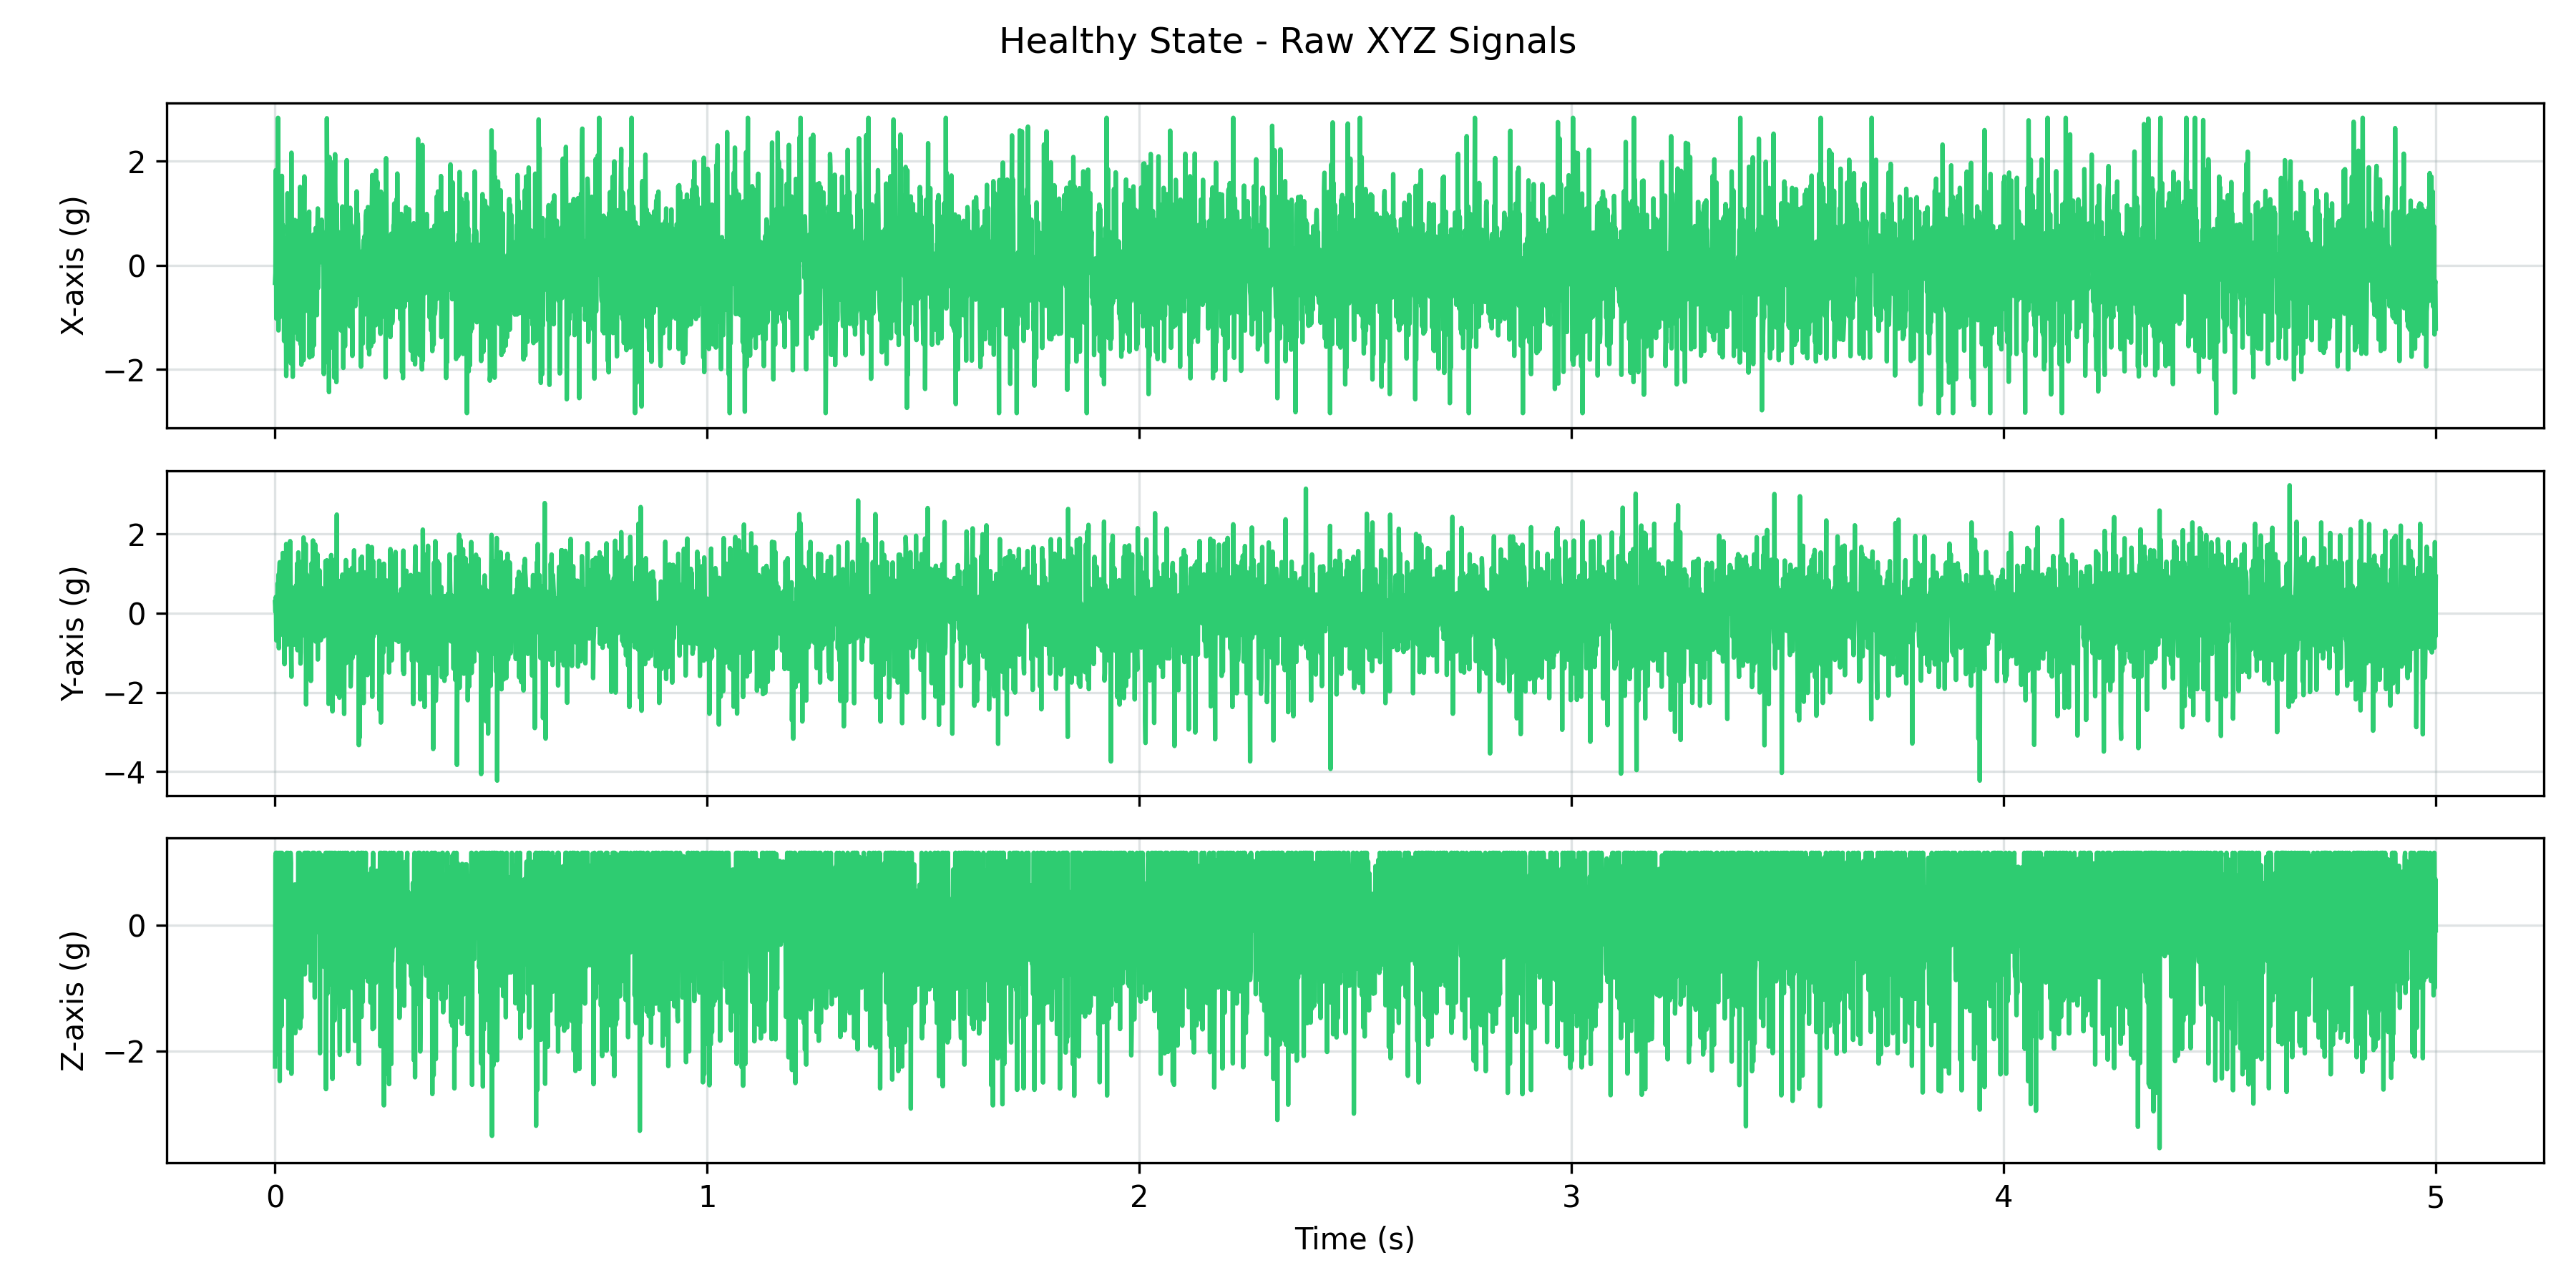 Healthy State - Raw XYZ Signals
X-axis (g)
2
0
−2
Y-axis (g)
2
0
−2
−4
Z-axis (g)
0
−2
0 1 2 3 4 5
Time (s)